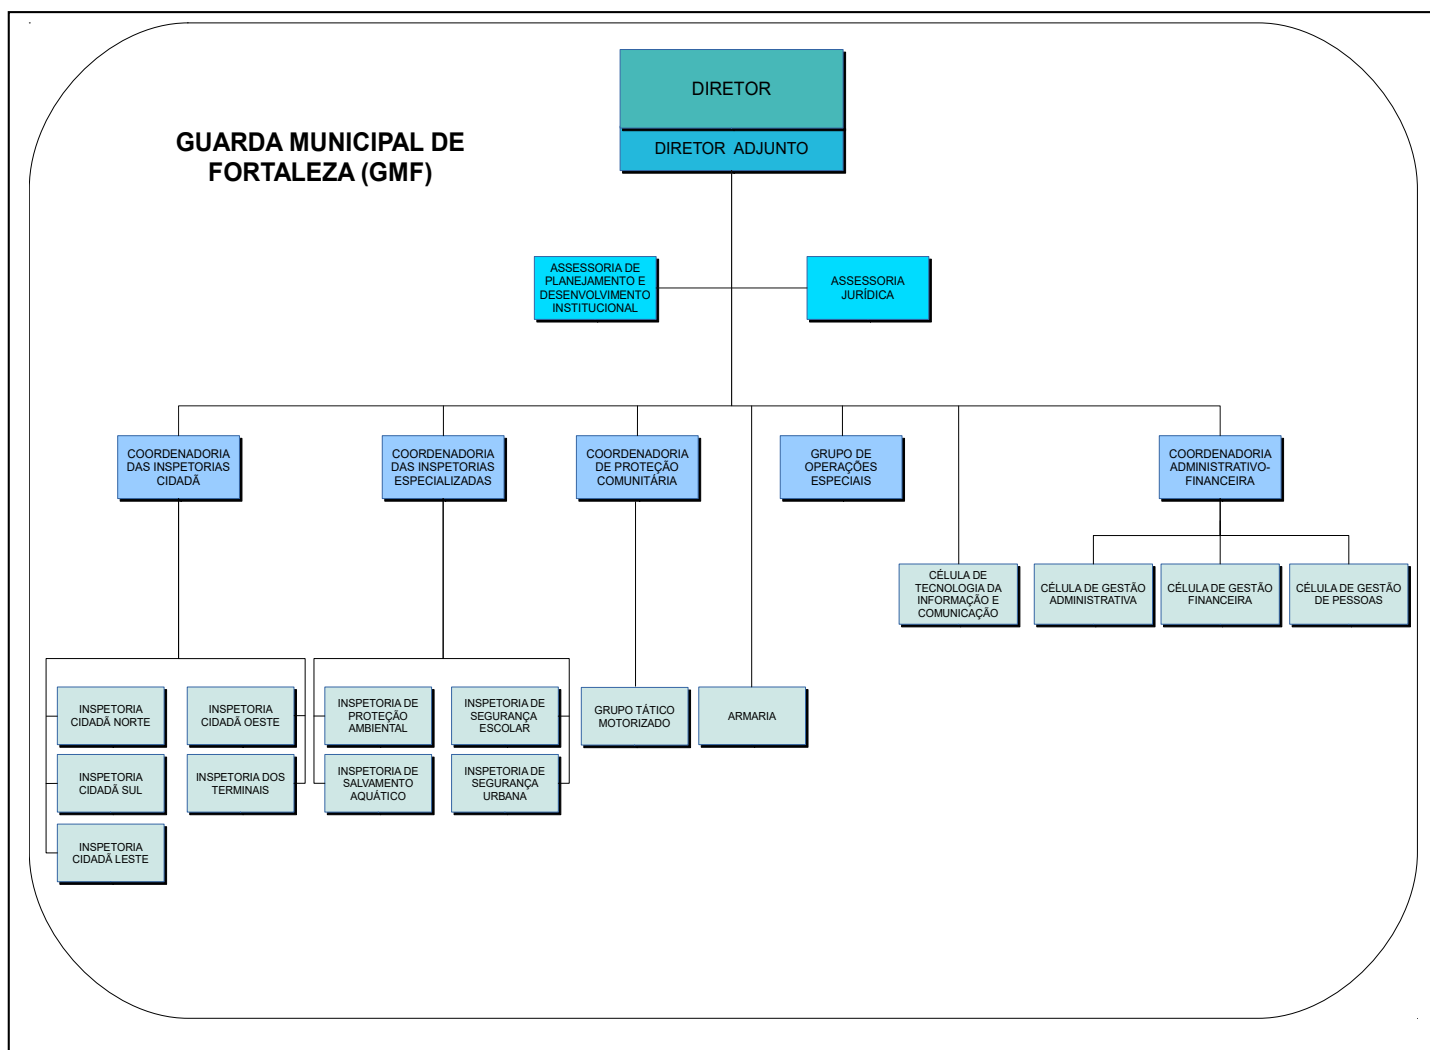 DIRETOR
DIRETOR ADJUNTO
GUARDA MUNICIPAL DE
FORTALEZA (GMF)
ASSESSORIA DE
PLANEJAMENTO E
DESENVOLVIMENTO
INSTITUCIONAL
ASSESSORIA
JURÍDICA
COORDENADORIA
DAS INSPETORIAS
CIDADÃ
COORDENADORIA
DAS INSPETORIAS
ESPECIALIZADAS
COORDENADORIA
DE PROTEÇÃO
COMUNITÁRIA
GRUPO DE
OPERAÇÕES
ESPECIAIS
COORDENADORIA
ADMINISTRATIVO-
FINANCEIRA
CÉLULA DE
TECNOLOGIA DA
INFORMAÇÃO E
COMUNICAÇÃO
CÉLULA DE GESTÃO
ADMINISTRATIVA
CÉLULA DE GESTÃO
FINANCEIRA
CÉLULA DE GESTÃO
DE PESSOAS
INSPETORIA
CIDADÃ NORTE
INSPETORIA
CIDADÃ OESTE
INSPETORIA DE
PROTEÇÃO
AMBIENTAL
INSPETORIA DE
SEGURANÇA
ESCOLAR
GRUPO TÁTICO
MOTORIZADO
ARMARIA
INSPETORIA
CIDADÃ SUL
INSPETORIA DOS
TERMINAIS
INSPETORIA DE
SALVAMENTO
AQUÁTICO
INSPETORIA DE
SEGURANÇA
URBANA
INSPETORIA
CIDADÃ LESTE